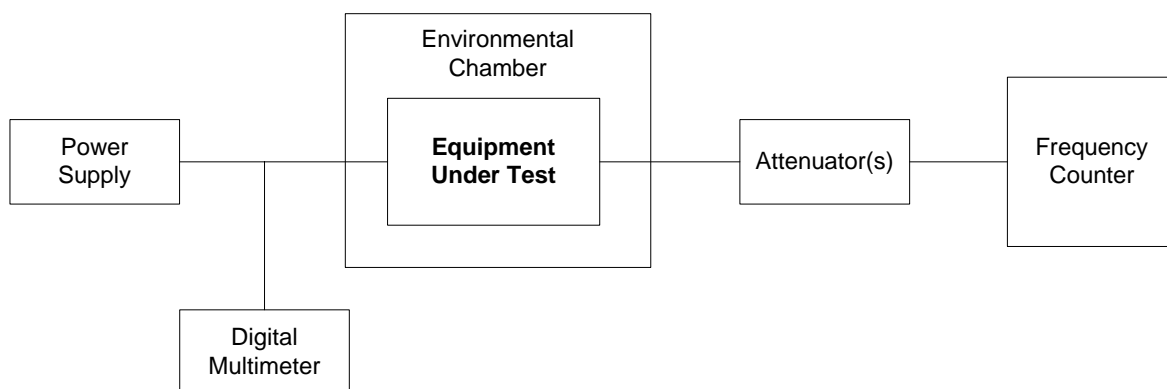 Environmental
Chamber
Power
Supply
Equipment
Under Test
Attenuator(s)
Frequency
Counter
Digital
Multimeter